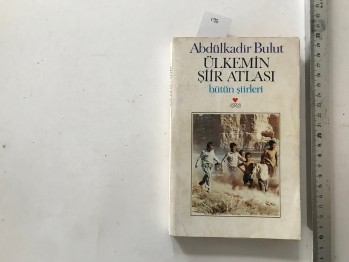 Abdülkadir Bulut
ÜLKEMİN
ŞİİR ATLASI
bütün şiirleri